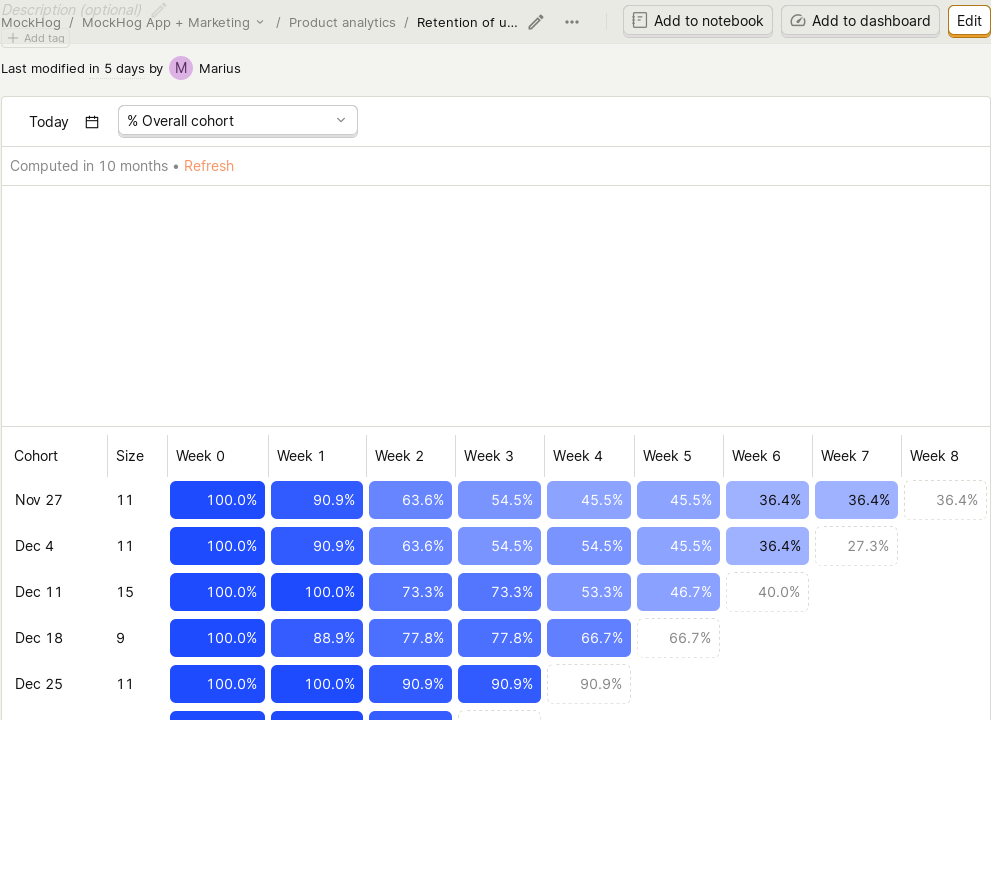 Description (optional)
MockHog / MockHog App + Marketing / Product analytics / Retention of u... Add to notebook Add to dashboard Edit
Add tag
Last modified in 5 days by M Marius
Today % Overall cohort
Computed in 10 months • Refresh
Cohort Size Week 0 Week 1 Week 2 Week 3 Week 4 Week 5 Week 6 Week 7 Week 8
Nov 27 11 100.0% 90.9% 63.6% 54.5% 45.5% 45.5% 36.4% 36.4% 36.4%
Dec 4 11 100.0% 90.9% 63.6% 54.5% 54.5% 45.5% 36.4% 27.3%
Dec 11 15 100.0% 100.0% 73.3% 73.3% 53.3% 46.7% 40.0%
Dec 18 9 100.0% 88.9% 77.8% 77.8% 66.7% 66.7%
Dec 25 11 100.0% 100.0% 90.9% 90.9% 90.9%